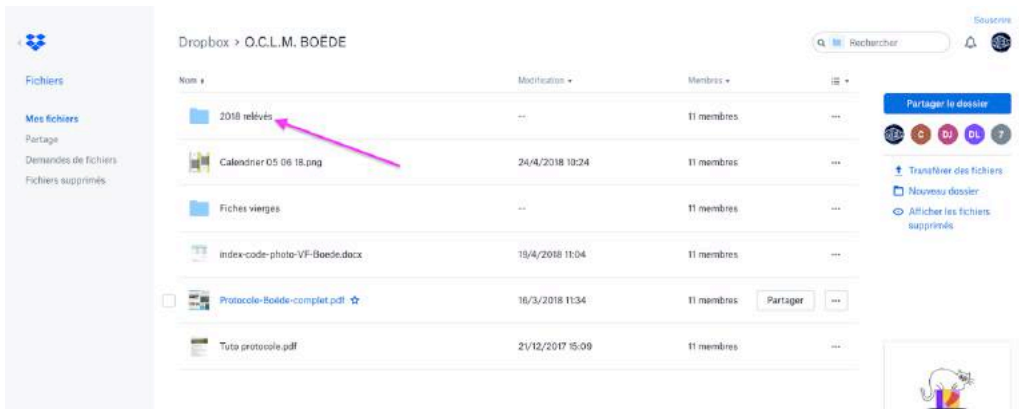 Souscrire
Dropbox > O.C.L.M. BOËDE
Rechercher
Fichiers
Mes fichiers
Partage
Demandes de fichiers
Fichiers supprimés
Nom Modification Membres
2018 relévés -- 11 membres ...
Calendrier 05 06 18.png 24/4/2018 10:24 11 membres ...
Fiches vierges -- 11 membres ...
index-code-photo-VF-Boede.docx 19/4/2018 11:04 11 membres ...
Protocole-Boëde-complet.pdf 16/3/2018 11:34 11 membres Partager ...
Tuto protocole.pdf 21/12/2017 15:09 11 membres ...
Partager le dossier
C DJ DL 7
Transférer des fichiers
Nouveau dossier
Afficher les fichiers
supprimés